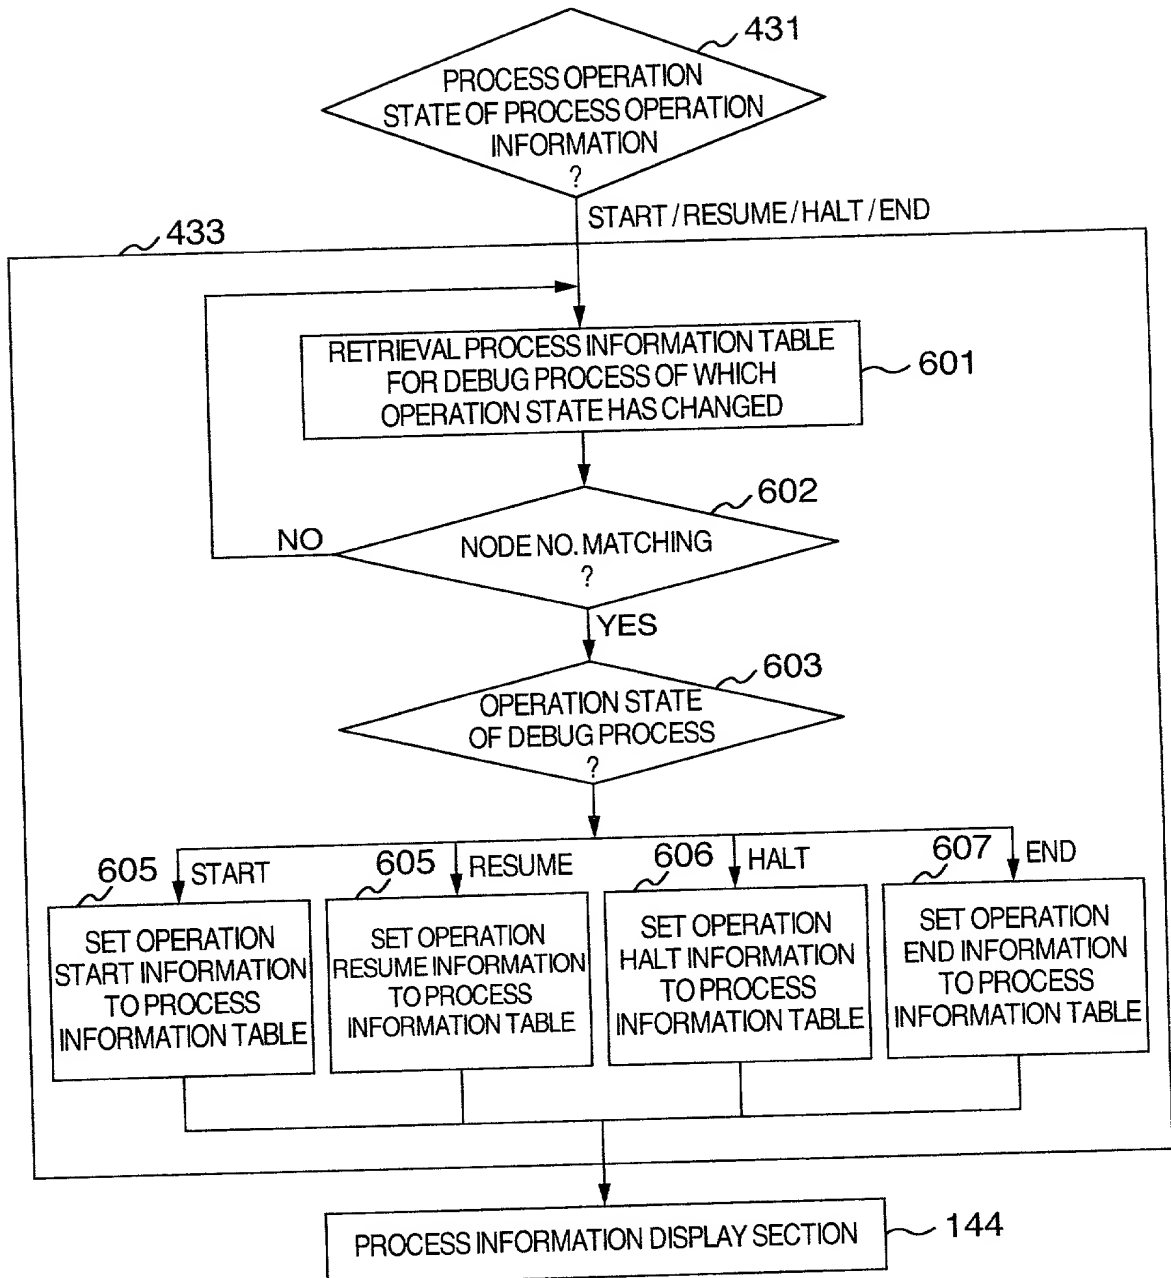 431
PROCESS OPERATION
STATE OF PROCESS OPERATION
INFORMATION
?
START / RESUME / HALT / END
433
RETRIEVAL PROCESS INFORMATION TABLE
FOR DEBUG PROCESS OF WHICH
OPERATION STATE HAS CHANGED
601
602
NODE NO. MATCHING
?
NO
YES
603
OPERATION STATE
OF DEBUG PROCESS
?
605
START
SET OPERATION
START INFORMATION
TO PROCESS
INFORMATION TABLE
605
RESUME
SET OPERATION
RESUME INFORMATION
TO PROCESS
INFORMATION TABLE
606
HALT
SET OPERATION
HALT INFORMATION
TO PROCESS
INFORMATION TABLE
607
END
SET OPERATION
END INFORMATION
TO PROCESS
INFORMATION TABLE
PROCESS INFORMATION DISPLAY SECTION
144